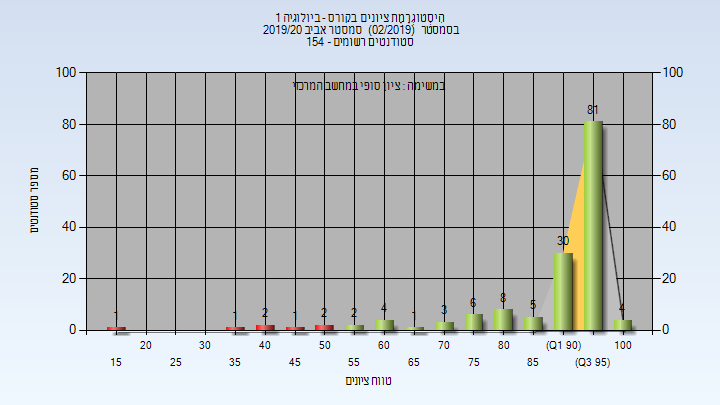 היסטוגרמת ציונים בקורס - ביולוגיה 1
בסמסטר (02/2019) סמסטר אביב 2019/20
סטודנטים רשומים - 154
במשימה : ציון סופי במחשב המרכזי
100 100
80 80
60 60
40 40
20 20
0 0
מספר סטודנטים
1 1 2 1 2 2 4 1 3 6 8 5 30 81 4
20 30 40 50 60 70 80 (Q1 90) 100
15 25 35 45 55 65 75 85 (Q3 95)
טווח ציונים